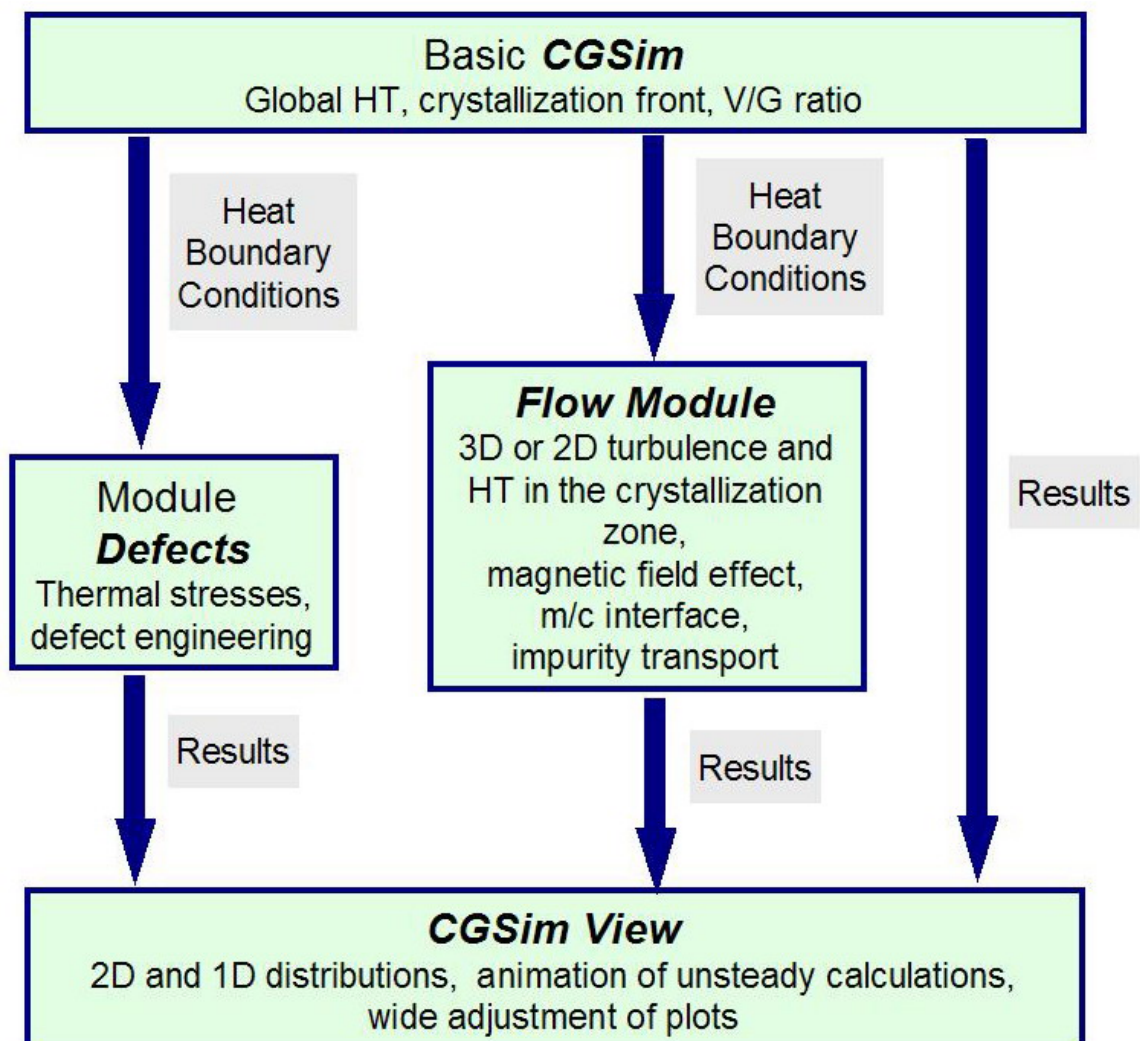 Basic CGSim
Global HT, crystallization front, V/G ratio
Heat
Boundary
Conditions
Heat
Boundary
Conditions
Flow Module
3D or 2D turbulence and
HT in the crystallization
zone,
magnetic field effect,
m/c interface,
impurity transport
Module
Defects
Thermal stresses,
defect engineering
Results
Results
Results
CGSim View
2D and 1D distributions, animation of unsteady calculations,
wide adjustment of plots